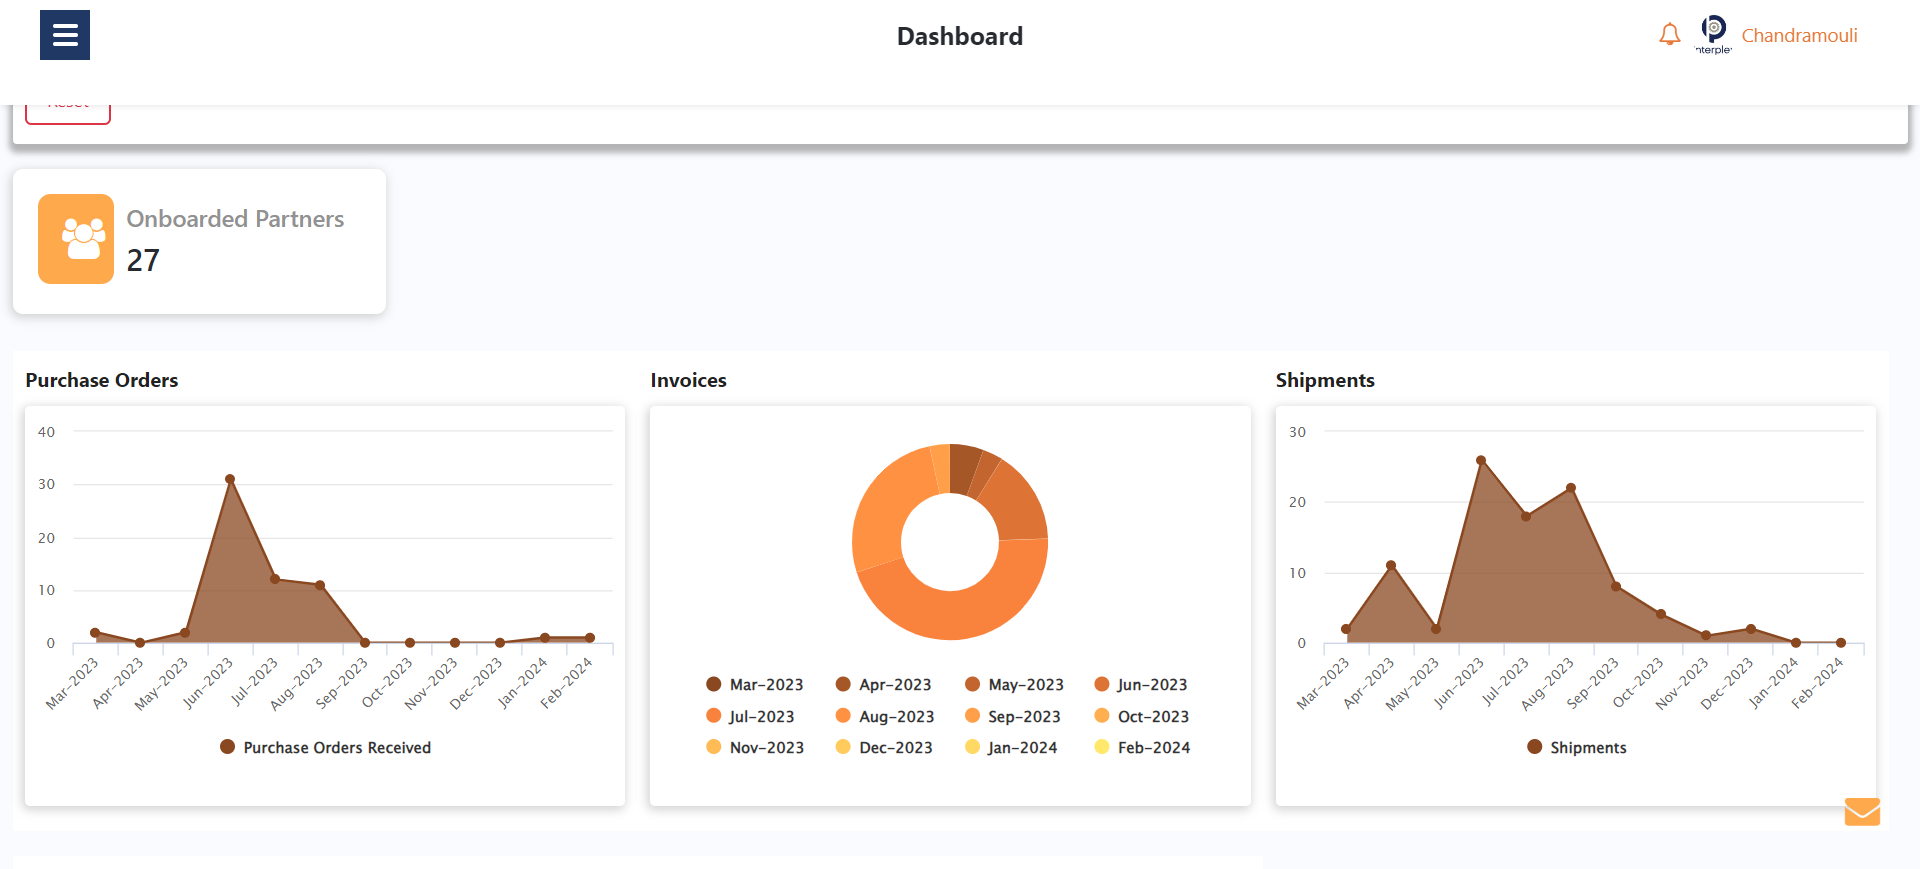 Dashboard
Chandramouli
Reset
Onboarded Partners
27
Purchase Orders
40
30
20
10
0
Mar-2023
Apr-2023
May-2023
Jun-2023
Jul-2023
Aug-2023
Sep-2023
Oct-2023
Nov-2023
Dec-2023
Jan-2024
Feb-2024
Purchase Orders Received
Invoices
Mar-2023 Apr-2023 May-2023 Jun-2023
Jul-2023 Aug-2023 Sep-2023 Oct-2023
Nov-2023 Dec-2023 Jan-2024 Feb-2024
Shipments
30
20
10
0
Mar-2023
Apr-2023
May-2023
Jun-2023
Jul-2023
Aug-2023
Sep-2023
Oct-2023
Nov-2023
Dec-2023
Jan-2024
Feb-2024
Shipments